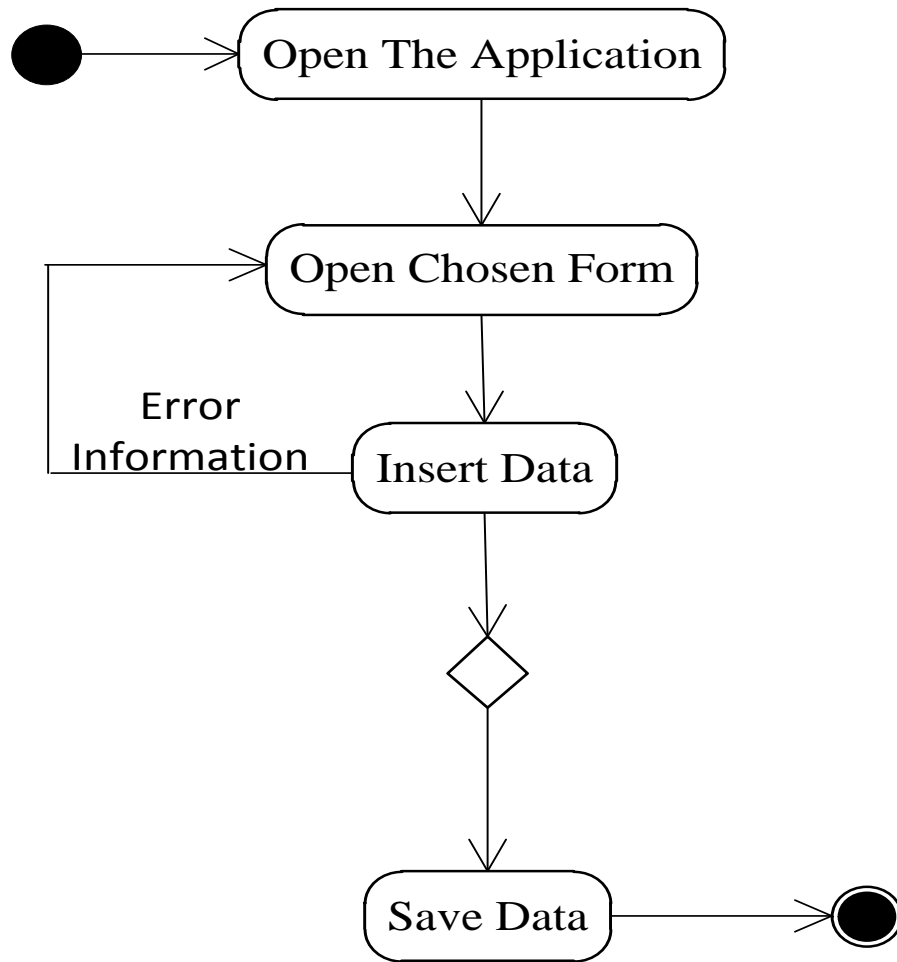 Open The Application
Open Chosen Form
Error
Information
Insert Data
Save Data